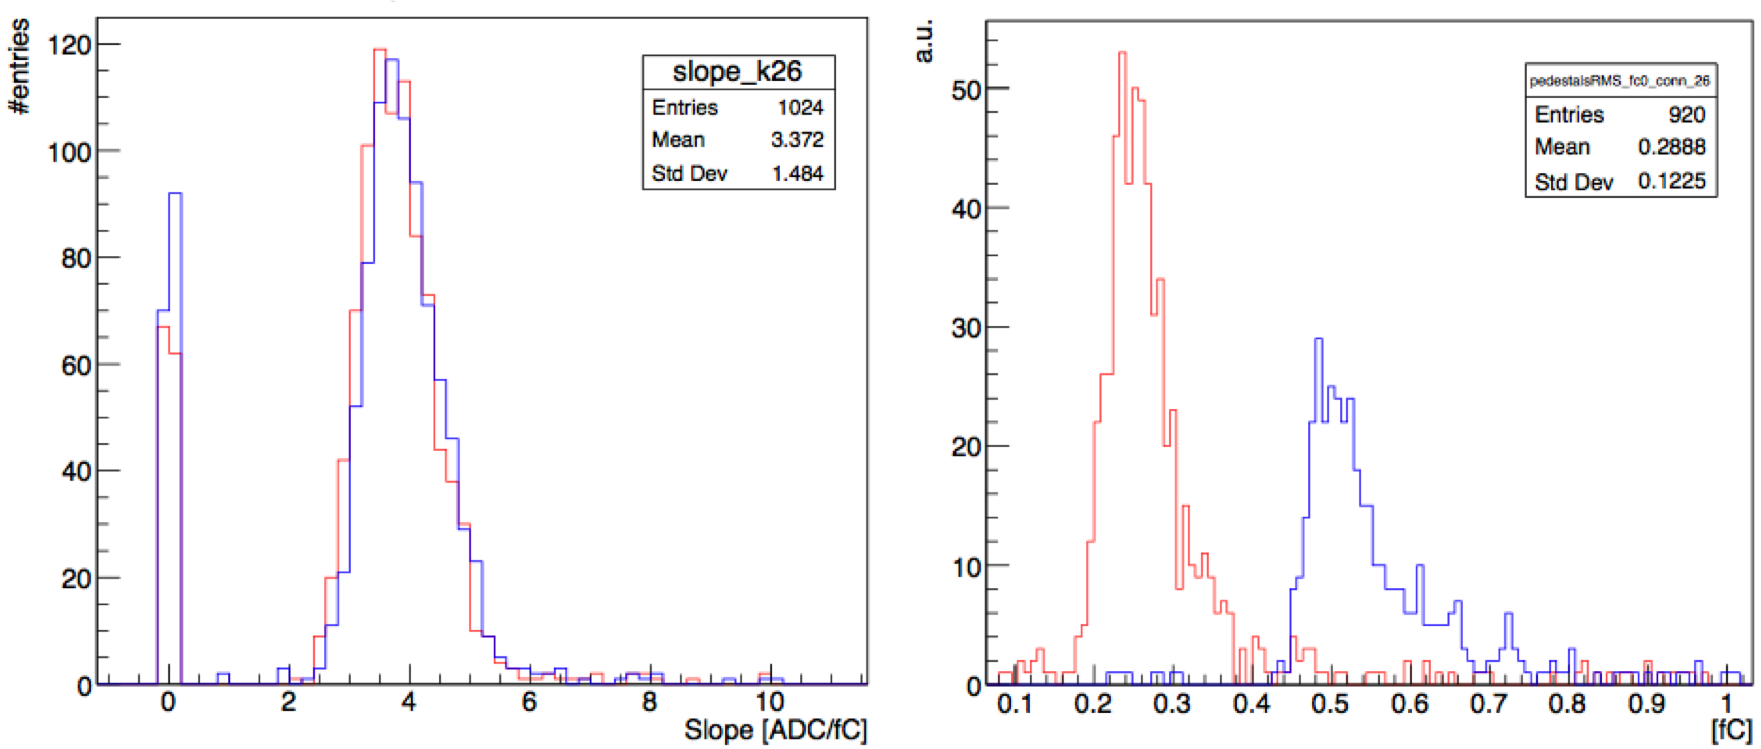 #entries
120
100
80
60
40
20
0
slope_k26
Entries 1024
Mean 3.372
Std Dev 1.484
0 2 4 6 8 10
Slope [ADC/fC]
a.u.
50
40
30
20
10
0
pedestalsRMS_fc0_conn_26
Entries 920
Mean 0.2888
Std Dev 0.1225
0.1 0.2 0.3 0.4 0.5 0.6 0.7 0.8 0.9 1
[fC]